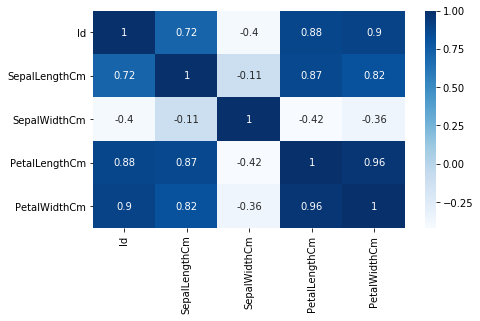 Id 1 0.72 -0.4 0.88 0.9
SepalLengthCm 0.72 1 -0.11 0.87 0.82
SepalWidthCm -0.4 -0.11 1 -0.42 -0.36
PetalLengthCm 0.88 0.87 -0.42 1 0.96
PetalWidthCm 0.9 0.82 -0.36 0.96 1
Id
SepalLengthCm
SepalWidthCm
PetalLengthCm
PetalWidthCm
1.00
0.75
0.50
0.25
0.00
-0.25